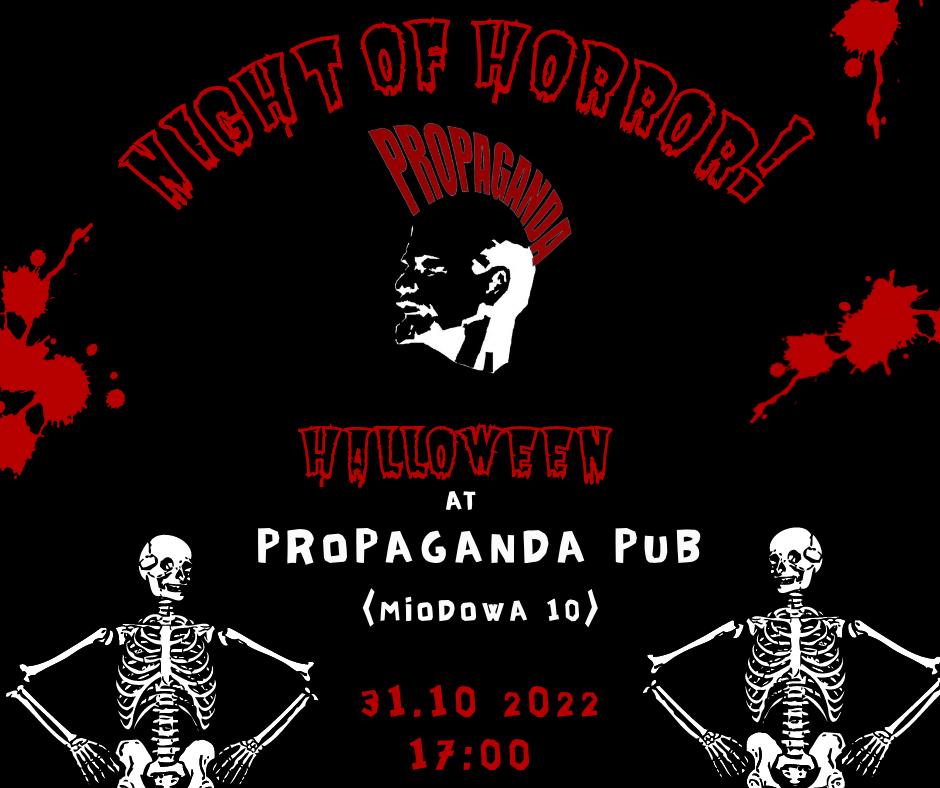 NIGHT OF HORROR!
PROPAGANDA
HALLOWEEN
AT
PROPAGANDA PUB
(MIODOWA 10)
31.10 2022
17:00